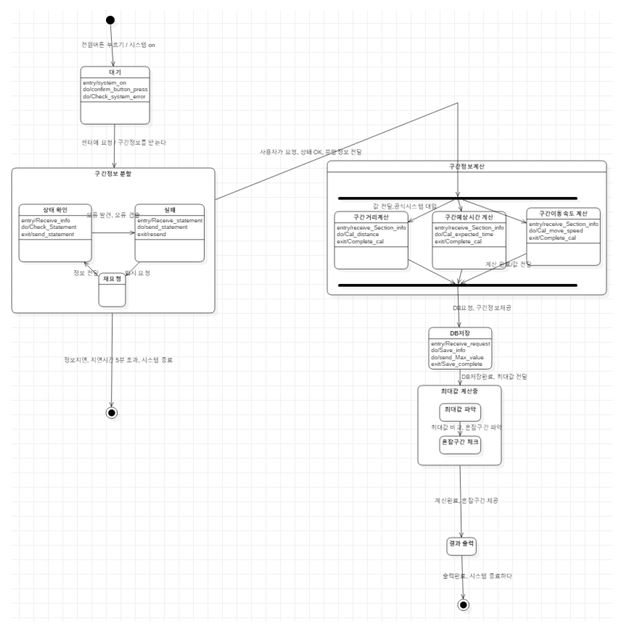 전원버튼 누르기 / 시스템 on
대기
entry/system_on
do/confirm_button_press
do/Check_system_error
센터에 요청 / 구간정보를 받는다
구간정보 분할
상태 확인
entry/Receive_info
do/Check_Statement
exit/send_statement
오류 발견, 오류 전송
실패
entry/Receive_statement
do/send_statement
exit/resend
정보 전달
재요청
정보지연, 지연시간 5분 초과, 시스템 종료
사용자가 요청, 상태 OK, 분할 정보 전달
구간정보계산
값 전달, 공식시스템 대입
구간 거리계산
entry/receive_Section_info
do/Cal_distance
exit/Complete_cal
구간예상 시간 계산
entry/receive_Section_info
do/Cal_expected_time
exit/Complete_cal
구간이동 속도 계산
entry/receive_Section_info
do/Cal_move_speed
exit/Complete_cal
계산 완료/값 전달
DB요청, 구간정보제공
DB저장
entry/Receive_request
do/Save_info
do/send_Max_value
exit/Save_complete
DB저장완료, 최대값 전달
최대값 계산중
최대값 파악
최대값 비교, 혼잡구간 파악
혼잡구간 체크
계산완료, 혼잡구간 제공
결과 출력
출력완료, 시스템 종료하다